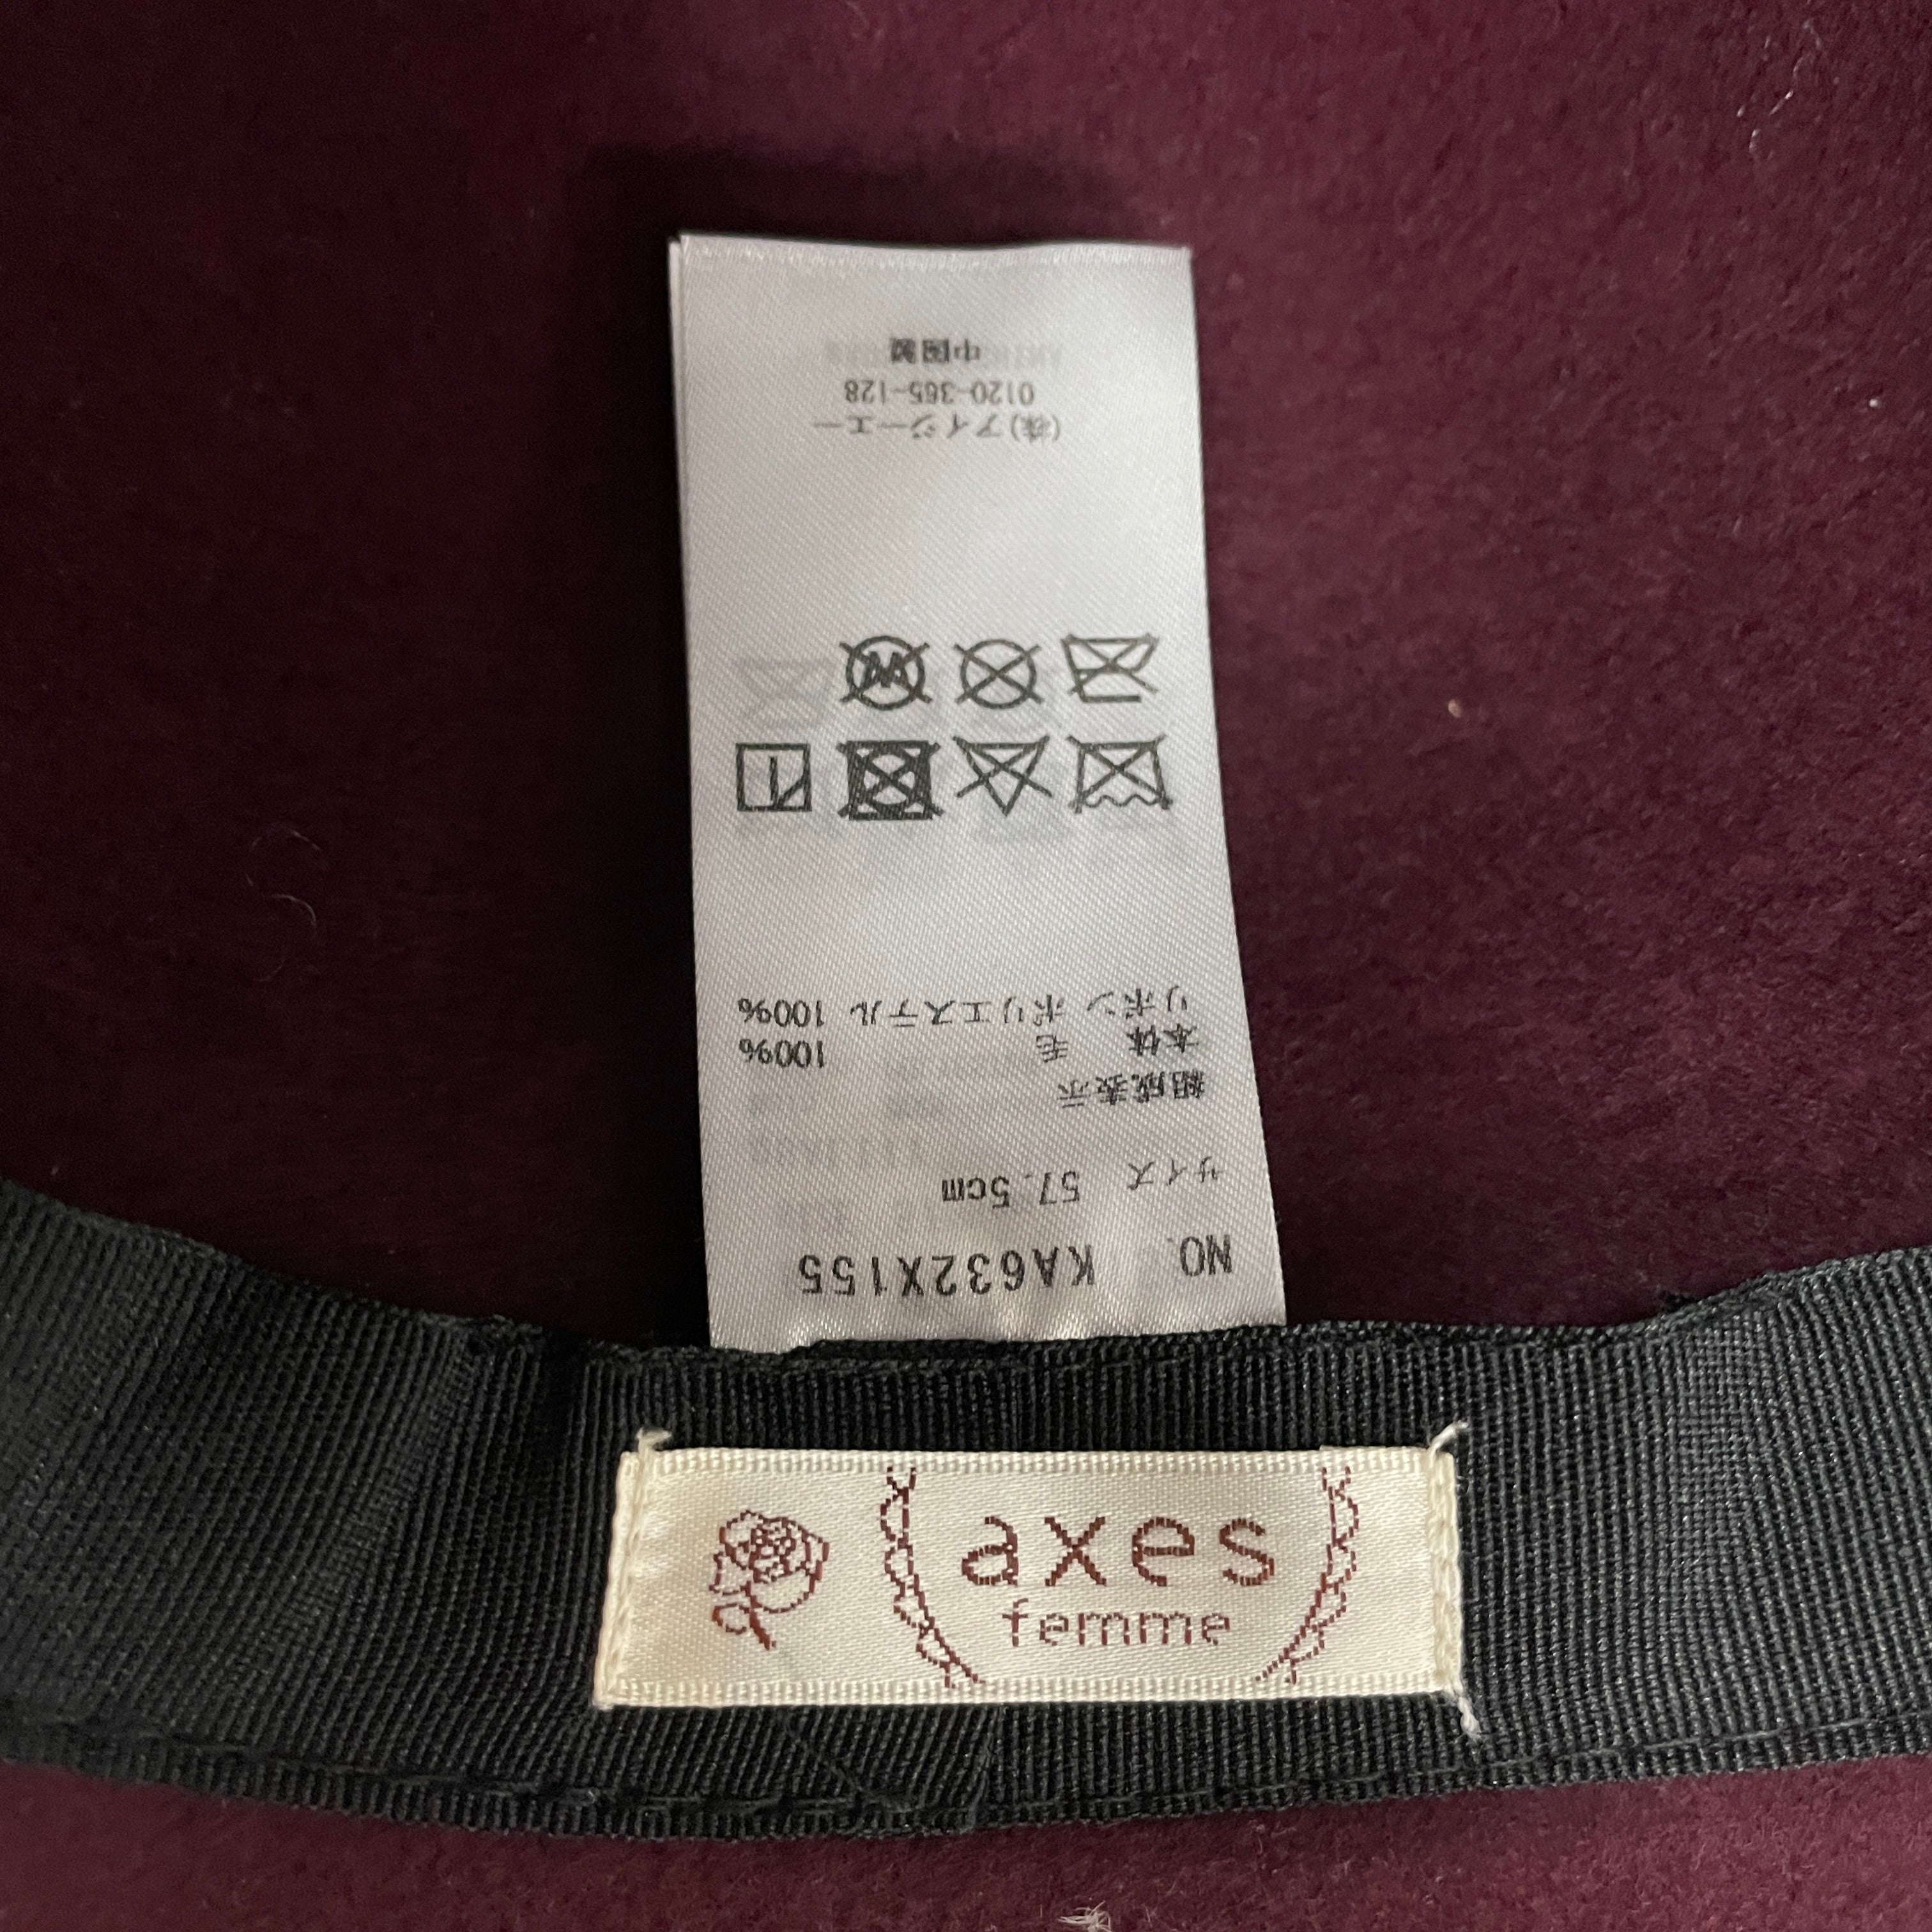 NO. KA632X155
サイズ 57.5cm
組成表示
本体 毛 100%
リボン ポリエステル 100%
(株)アイジーエー
0120-365-128
中国製
axes
femme